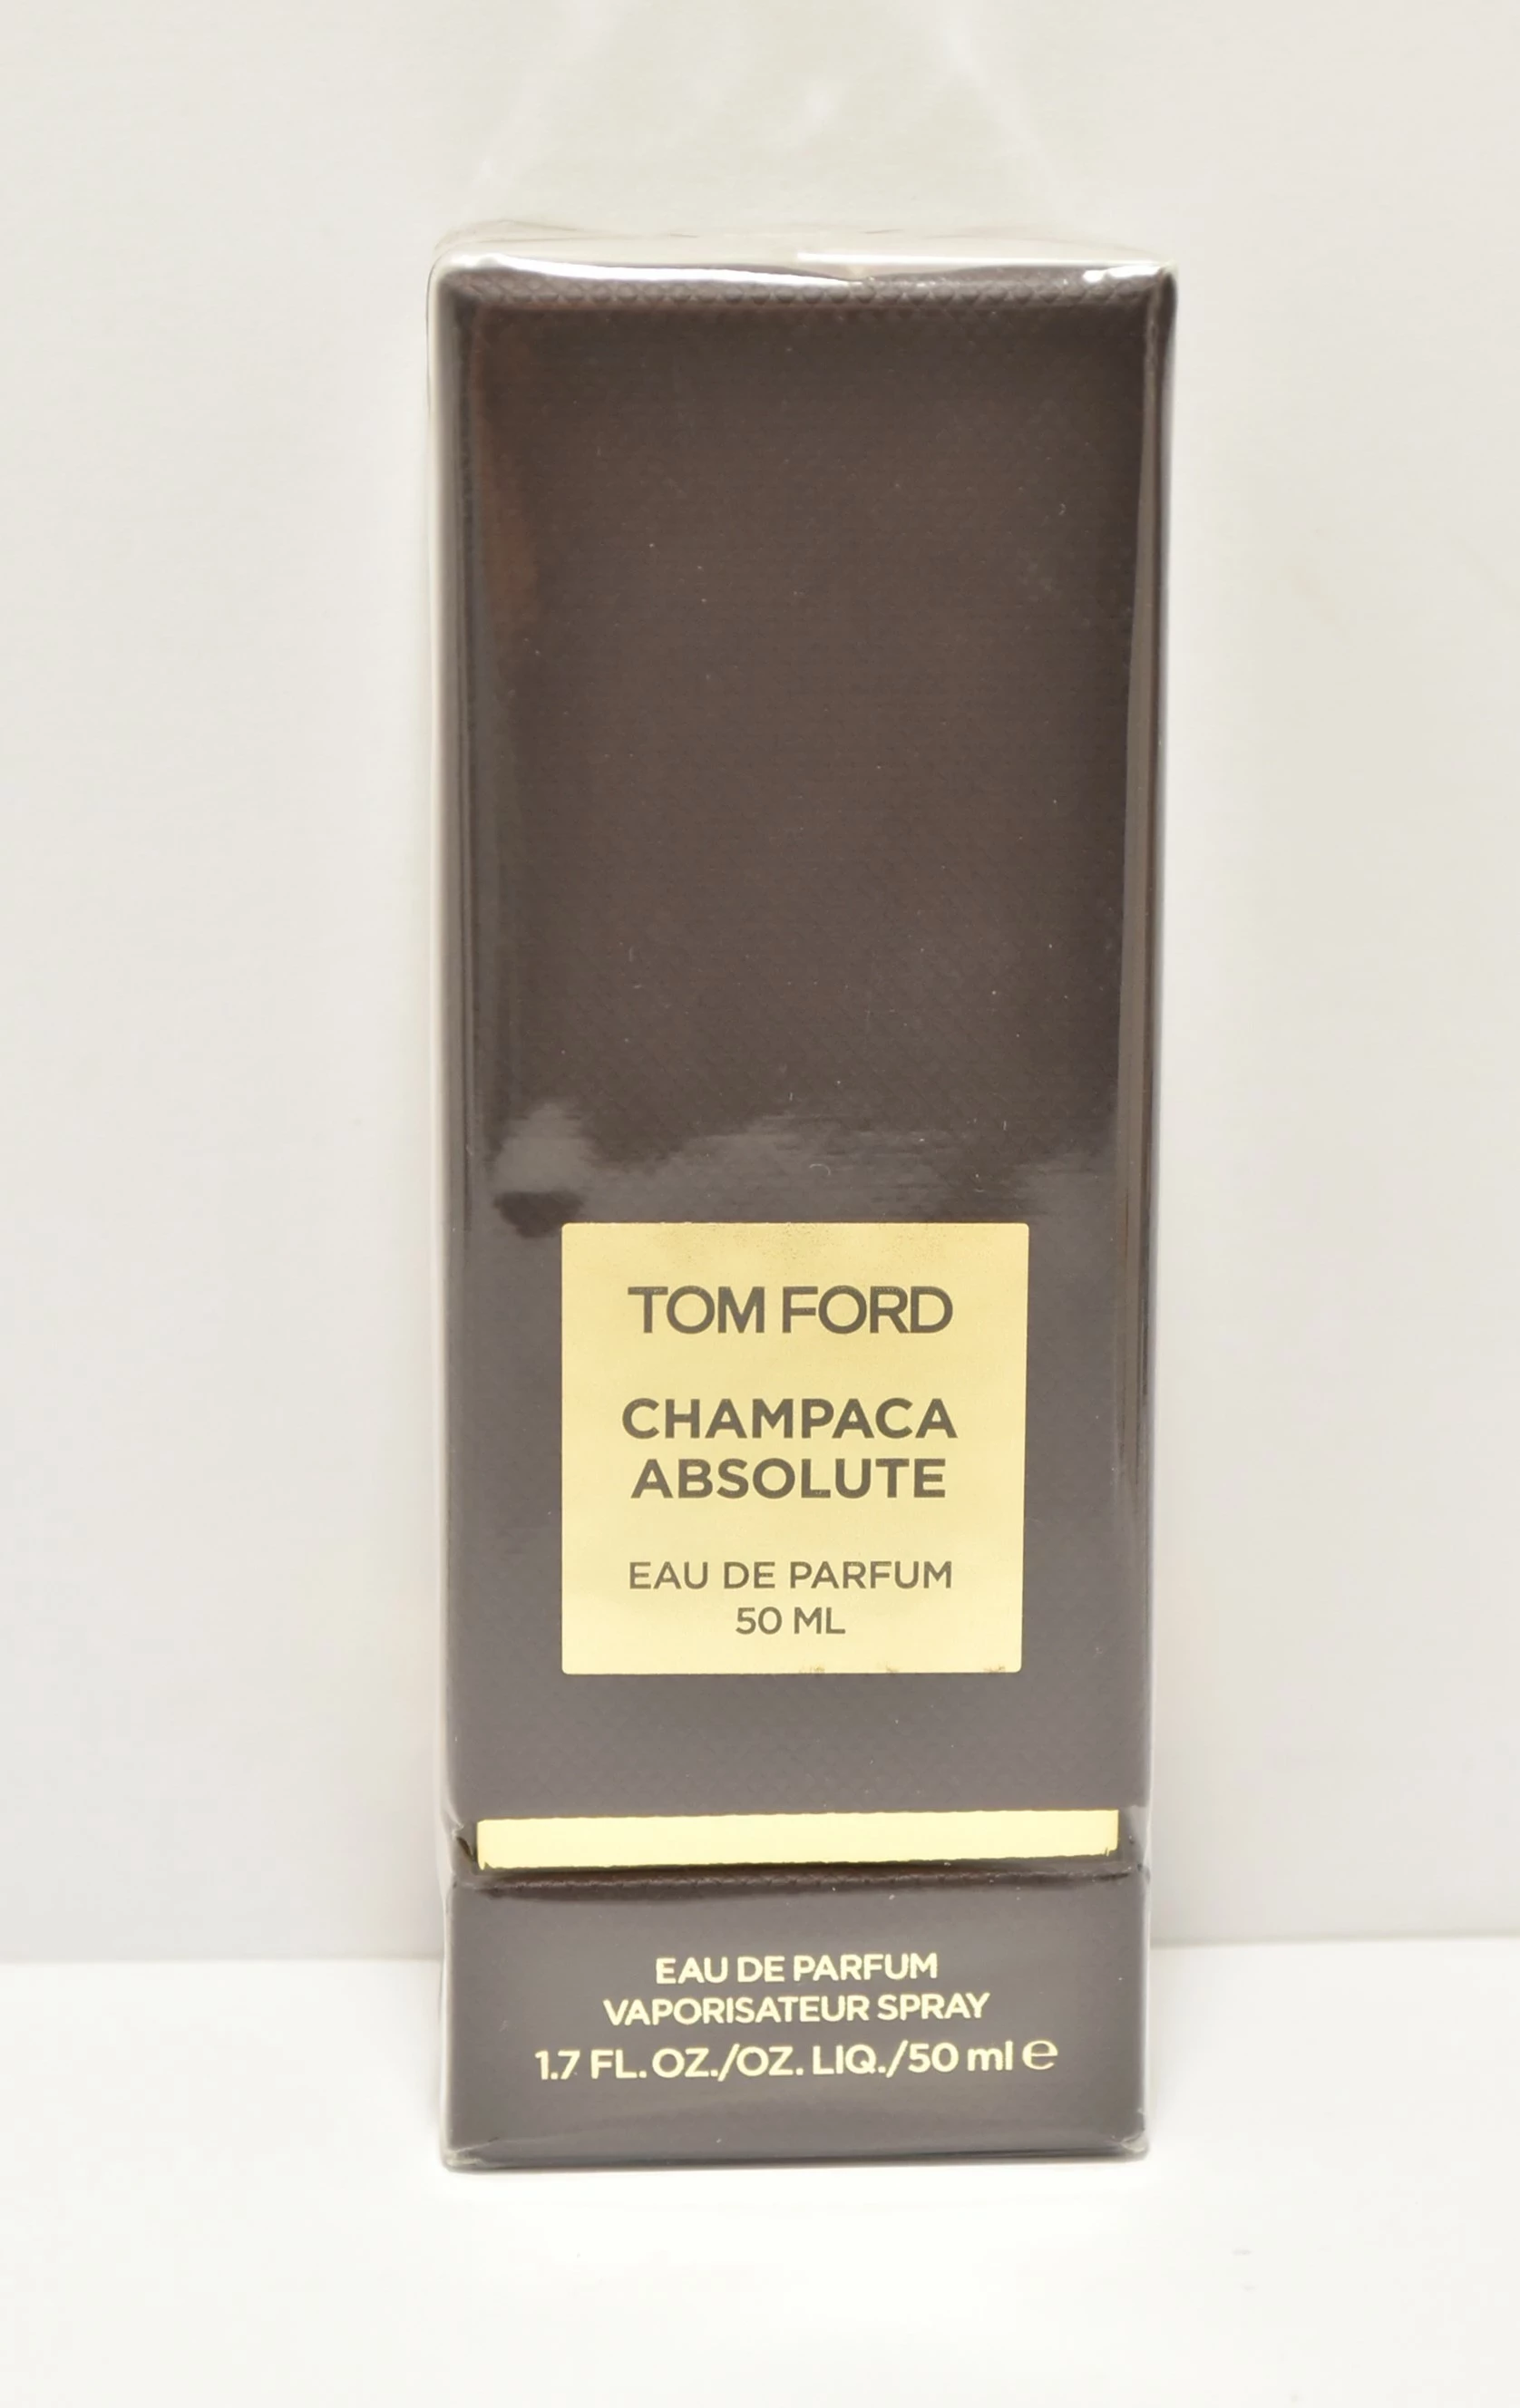 TOM FORD
CHAMPACA
ABSOLUTE
EAU DE PARFUM
50 ML
EAU DE PARFUM
VAPORISATEUR SPRAY
1.7 FL. OZ./OZ. LIQ./50 ml e